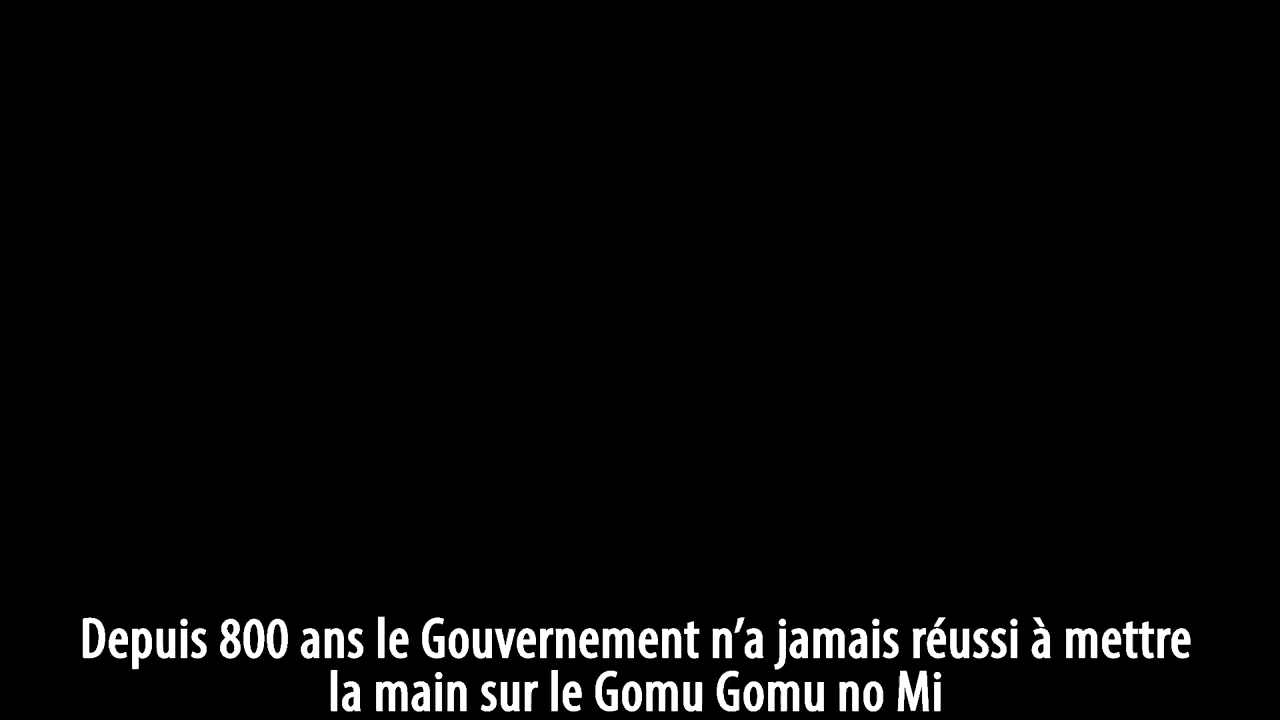 Depuis 800 ans le Gouvernement n’a jamais réussi à mettre
la main sur le Gomu Gomu no Mi